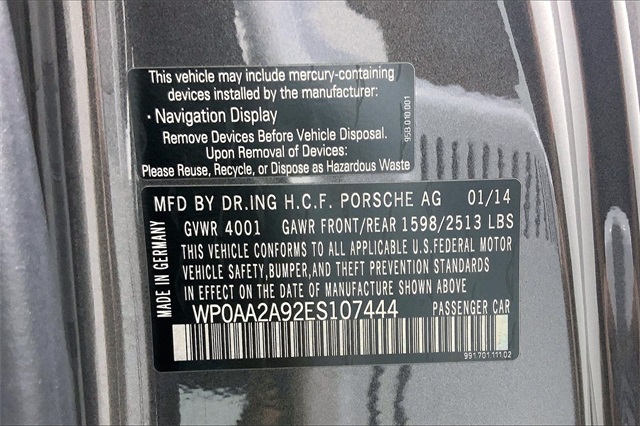 This vehicle may include mercury-containing
devices installed by the manufacturer:
· Navigation Display
Remove Devices Before Vehicle Disposal.
Upon Removal of Devices:
Please Reuse, Recycle, or Dispose as Hazardous Waste
95B.010.001
MADE IN GERMANY
MFD BY DR.ING H.C.F. PORSCHE AG 01/14
GVWR 4001 GAWR FRONT/REAR 1598/2513 LBS
THIS VEHICLE CONFORMS TO ALL APPLICABLE U.S.FEDERAL MOTOR
VEHICLE SAFETY,BUMPER,AND THEFT PREVENTION STANDARDS
IN EFFECT ON THE DATE OF MANUFACTURE SHOWN ABOVE
WP0AA2A92ES107444 PASSENGER CAR
991.701.111.02